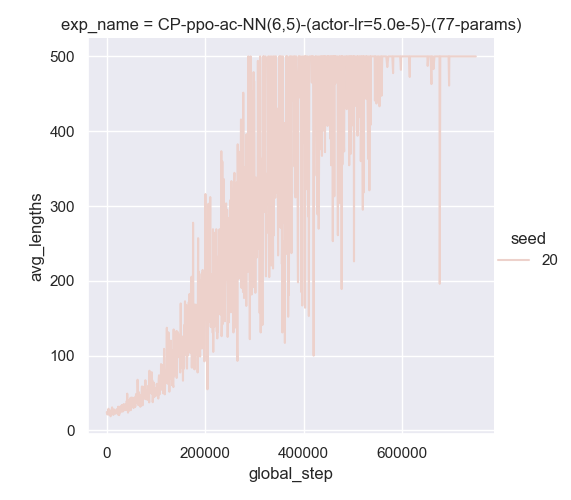 exp_name = CP-ppo-ac-NN(6,5)-(actor-lr=5.0e-5)-(77-params)
500
400
300
200
100
0
avg_lengths
0 200000 400000 600000
global_step
seed
20